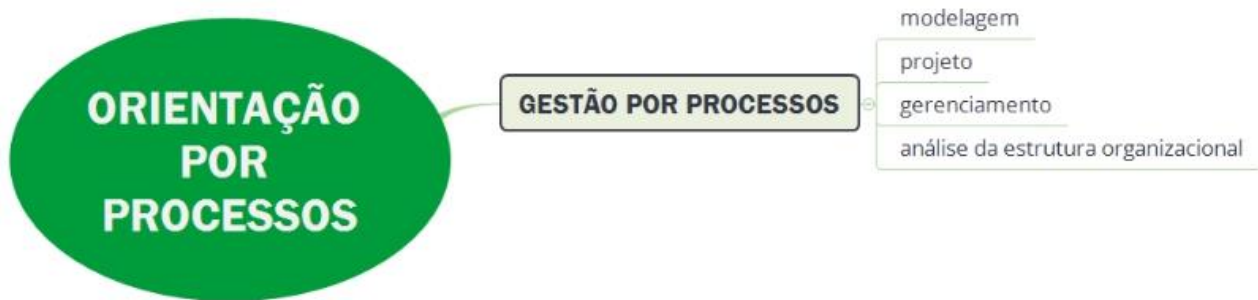 ORIENTAÇÃO
POR
PROCESSOS
GESTÃO POR PROCESSOS
modelagem
projeto
gerenciamento
análise da estrutura organizacional